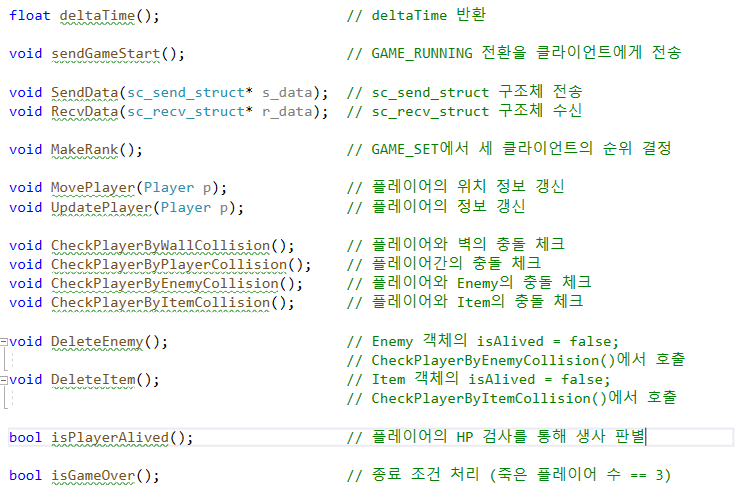 float deltaTime(); // deltaTime 반환
void sendGameStart(); // GAME_RUNNING 전환을 클라이언트에게 전송
void SendData(sc_send_struct* s_data); // sc_send_struct 구조체 전송
void RecvData(sc_recv_struct* r_data); // sc_recv_struct 구조체 수신
void MakeRank(); // GAME_SET에서 세 클라이언트의 순위 결정
void MovePlayer(Player p); // 플레이어의 위치 정보 갱신
void UpdatePlayer(Player p); // 플레이어의 정보 갱신
void CheckPlayerByWallCollision(); // 플레이어와 벽의 충돌 체크
void CheckPlayerByPlayerCollision(); // 플레이어간의 충돌 체크
void CheckPlayerByEnemyCollision(); // 플레이어와 Enemy의 충돌 체크
void CheckPlayerByItemCollision(); // 플레이어와 Item의 충돌 체크
void DeleteEnemy(); // Enemy 객체의 isAlived = false;
// CheckPlayerByEnemyCollision()에서 호출
void DeleteItem(); // Item 객체의 isAlived = false;
// CheckPlayerByItemCollision()에서 호출
bool isPlayerAlived(); // 플레이어의 HP 검사를 통해 생사 판별
bool isGameOver(); // 종료 조건 처리 (죽은 플레이어 수 == 3)